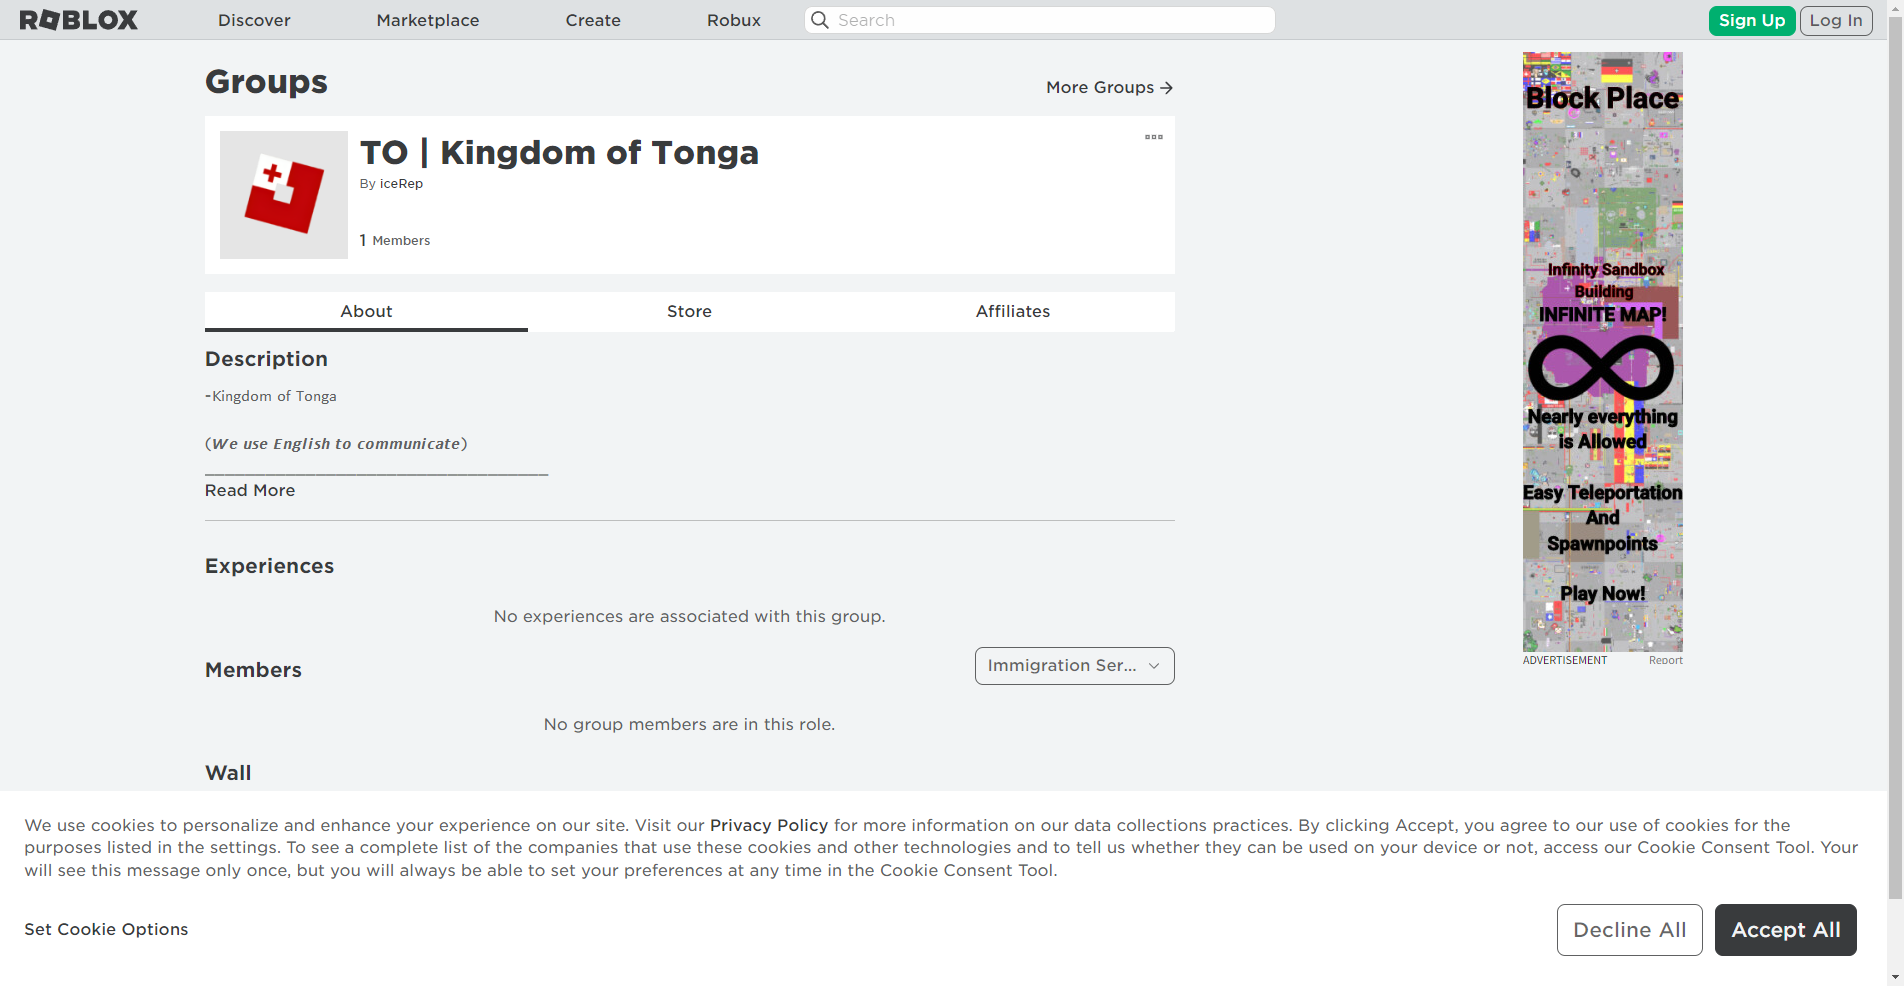 ROBLOX Discover Marketplace Create Robux Search Sign Up Log In
Groups
More Groups →
TO | Kingdom of Tonga
By iceRep
1 Members
About Store Affiliates
Description
-Kingdom of Tonga
(We use English to communicate)
__________________________________
Read More
Experiences
No experiences are associated with this group.
Members
Immigration Ser...
No group members are in this role.
Wall
Block Place
Infinity Sandbox
Building
INFINITE MAP!
Nearly everything
is Allowed
Easy Teleportation
And
Spawnpoints
Play Now!
ADVERTISEMENT Report
We use cookies to personalize and enhance your experience on our site. Visit our Privacy Policy for more information on our data collections practices. By clicking Accept, you agree to our use of cookies for the
purposes listed in the settings. To see a complete list of the companies that use these cookies and other technologies and to tell us whether they can be used on your device or not, access our Cookie Consent Tool. Your
will see this message only once, but you will always be able to set your preferences at any time in the Cookie Consent Tool.
Set Cookie Options
Decline All Accept All